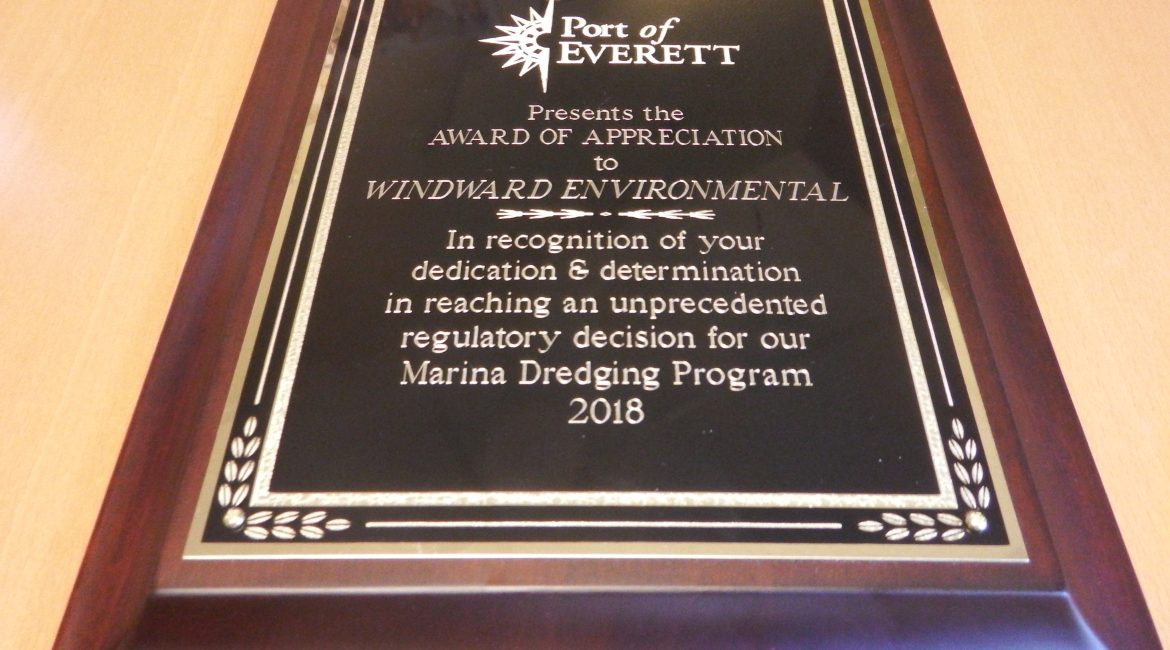 Port of
EVERETT
Presents the
AWARD OF APPRECIATION
to
WINDWARD ENVIRONMENTAL
In recognition of your
dedication & determination
in reaching an unprecedented
regulatory decision for our
Marina Dredging Program
2018